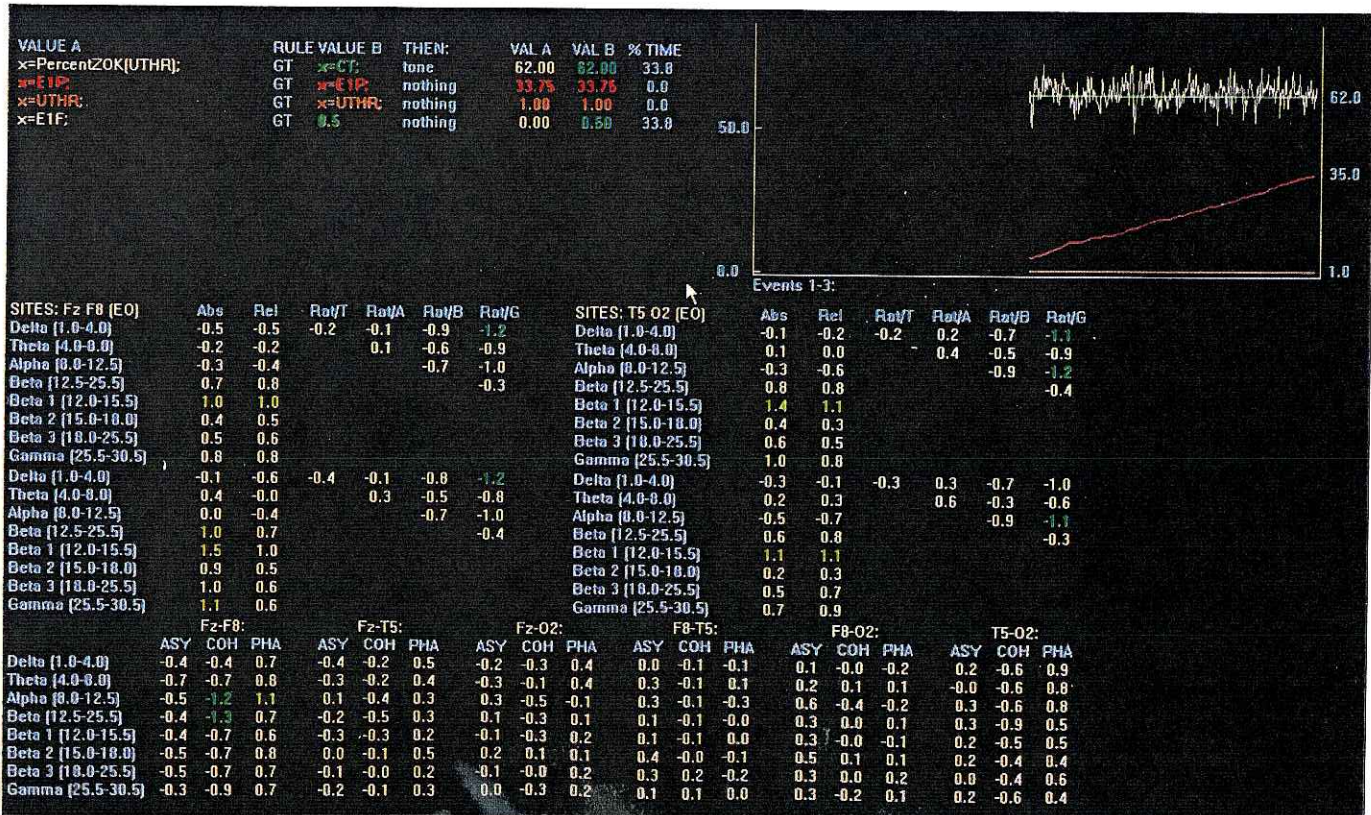 VALUE A RULE VALUE B THEN: VAL A VAL B % TIME
x=PercentZOK(UTHR); GT x=CT; tone 62.00 62.00 33.8
x=E1P; GT x=E1P; nothing 33.75 33.75 0.0
x=UTHR; GT x=UTHR; nothing 1.00 1.00 0.0
x=E1F; GT 0.5 nothing 0.00 0.50 33.8
62.0
50.0
35.0
0.0 1.0
Events 1-3:
SITES: Fz F8 (EO) Abs Rel Rat/T Rat/A Rat/B Rat/G
Delta (1.0-4.0) -0.5 -0.5 -0.2 -0.1 -0.9 -1.2
Theta (4.0-8.0) -0.2 -0.2 0.1 -0.6 -0.9
Alpha (8.0-12.5) -0.3 -0.4 -0.7 -1.0
Beta (12.5-25.5) 0.7 0.8 -0.3
Beta 1 (12.0-15.5) 1.0 1.0
Beta 2 (15.0-18.0) 0.4 0.5
Beta 3 (18.0-25.5) 0.5 0.6
Gamma (25.5-30.5) 0.8 0.8
Delta (1.0-4.0) -0.1 -0.6 -0.4 -0.1 -0.8 -1.2
Theta (4.0-8.0) 0.4 -0.0 0.3 -0.5 -0.8
Alpha (8.0-12.5) 0.0 -0.4 -0.7 -1.0
Beta (12.5-25.5) 1.0 0.7 -0.4
Beta 1 (12.0-15.5) 1.5 1.0
Beta 2 (15.0-18.0) 0.9 0.5
Beta 3 (18.0-25.5) 1.0 0.6
Gamma (25.5-30.5) 1.1 0.6
SITES: T5 O2 (EO) Abs Rel Rat/T Rat/A Rat/B Rat/G
Delta (1.0-4.0) -0.1 -0.2 -0.2 0.2 -0.7 -1.1
Theta (4.0-8.0) 0.1 0.0 0.4 -0.5 -0.9
Alpha (8.0-12.5) -0.3 -0.6 -0.9 -1.2
Beta (12.5-25.5) 0.8 0.8 -0.4
Beta 1 (12.0-15.5) 1.4 1.1
Beta 2 (15.0-18.0) 0.4 0.3
Beta 3 (18.0-25.5) 0.6 0.5
Gamma (25.5-30.5) 1.0 0.8
Delta (1.0-4.0) -0.3 -0.1 -0.3 0.3 -0.7 -1.0
Theta (4.0-8.0) 0.2 0.3 0.6 -0.3 -0.6
Alpha (8.0-12.5) -0.5 -0.7 -0.9 -1.1
Beta (12.5-25.5) 0.6 0.8 -0.3
Beta 1 (12.0-15.5) 1.1 1.1
Beta 2 (15.0-18.0) 0.2 0.3
Beta 3 (18.0-25.5) 0.5 0.7
Gamma (25.5-30.5) 0.7 0.9
Fz-F8: Fz-T5: Fz-O2: F8-T5: F8-O2: T5-O2:
ASY COH PHA ASY COH PHA ASY COH PHA ASY COH PHA ASY COH PHA ASY COH PHA
Delta (1.0-4.0) -0.4 -0.4 0.7 -0.4 -0.2 0.5 -0.2 -0.3 0.4 0.0 -0.1 -0.1 0.1 -0.0 -0.2 0.2 -0.6 0.9
Theta (4.0-8.0) -0.7 -0.7 0.8 -0.3 -0.2 0.4 -0.3 -0.1 0.4 0.3 -0.1 0.1 0.2 0.1 0.1 -0.0 -0.6 0.8
Alpha (8.0-12.5) -0.5 -1.2 1.1 0.1 -0.4 0.3 0.3 -0.5 -0.1 0.3 -0.1 -0.3 0.6 -0.4 -0.2 0.3 -0.6 0.8
Beta (12.5-25.5) -0.4 -1.3 0.7 -0.2 -0.5 0.3 0.1 -0.3 0.1 0.1 -0.1 -0.0 0.3 0.0 0.1 0.3 -0.9 0.5
Beta 1 (12.0-15.5) -0.4 -0.7 0.6 -0.3 -0.3 0.2 -0.1 -0.3 0.2 0.1 -0.1 0.0 0.3 -0.0 -0.1 0.2 -0.5 0.5
Beta 2 (15.0-18.0) -0.5 -0.7 0.8 0.0 -0.1 0.5 0.2 0.1 0.1 0.4 -0.0 -0.1 0.5 0.1 0.1 0.2 -0.4 0.4
Beta 3 (18.0-25.5) -0.5 -0.7 0.7 -0.1 -0.0 0.2 -0.1 -0.0 0.2 0.3 0.2 -0.2 0.3 0.0 0.2 0.0 -0.4 0.6
Gamma (25.5-30.5) -0.3 -0.9 0.7 -0.2 -0.1 0.3 0.0 -0.3 0.2 0.1 0.1 0.0 0.3 -0.2 0.1 0.2 -0.6 0.4